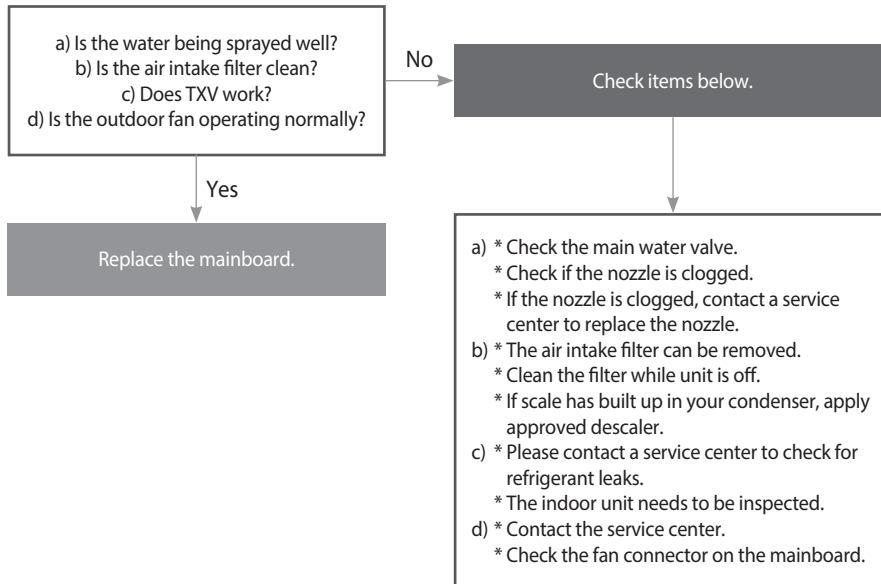 a) Is the water being sprayed well?
b) Is the air intake filter clean?
c) Does TXV work?
d) Is the outdoor fan operating normally?
No
Check items below.
Yes
Replace the mainboard.
a) * Check the main water valve.
* Check if the nozzle is clogged.
* If the nozzle is clogged, contact a service
center to replace the nozzle.
b) * The air intake filter can be removed.
* Clean the filter while unit is off.
* If scale has built up in your condenser, apply
approved descaler.
c) * Please contact a service center to check for
refrigerant leaks.
* The indoor unit needs to be inspected.
d) * Contact the service center.
* Check the fan connector on the mainboard.